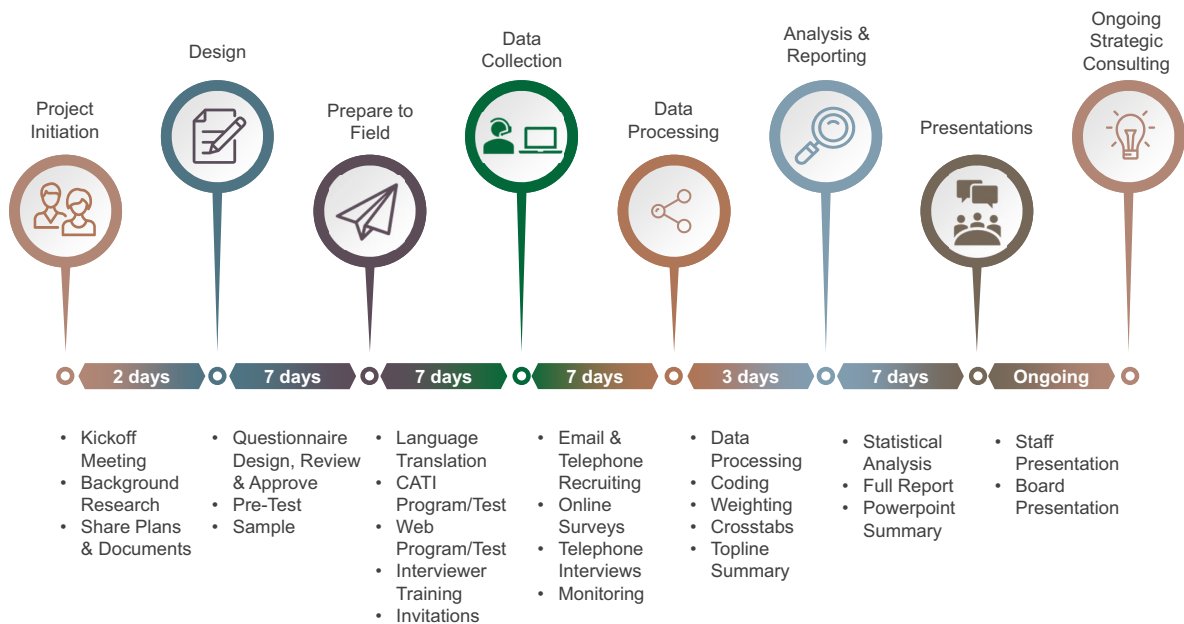 Project
Initiation
Design
Prepare to
Field
Data
Collection
Data
Processing
Analysis &
Reporting
Presentations
Ongoing
Strategic
Consulting
2 days
7 days
7 days
7 days
3 days
7 days
Ongoing
• Kickoff
Meeting
• Background
Research
• Share Plans
& Documents
• Questionnaire
Design, Review
& Approve
• Pre-Test
• Sample
• Language
Translation
• CATI
Program/Test
• Web
Program/Test
• Interviewer
Training
• Invitations
• Email &
Telephone
Recruiting
• Online
Surveys
• Telephone
Interviews
• Monitoring
• Data
Processing
• Coding
• Weighting
• Crosstabs
• Topline
Summary
• Statistical
Analysis
• Full Report
• Powerpoint
Summary
• Staff
Presentation
• Board
Presentation